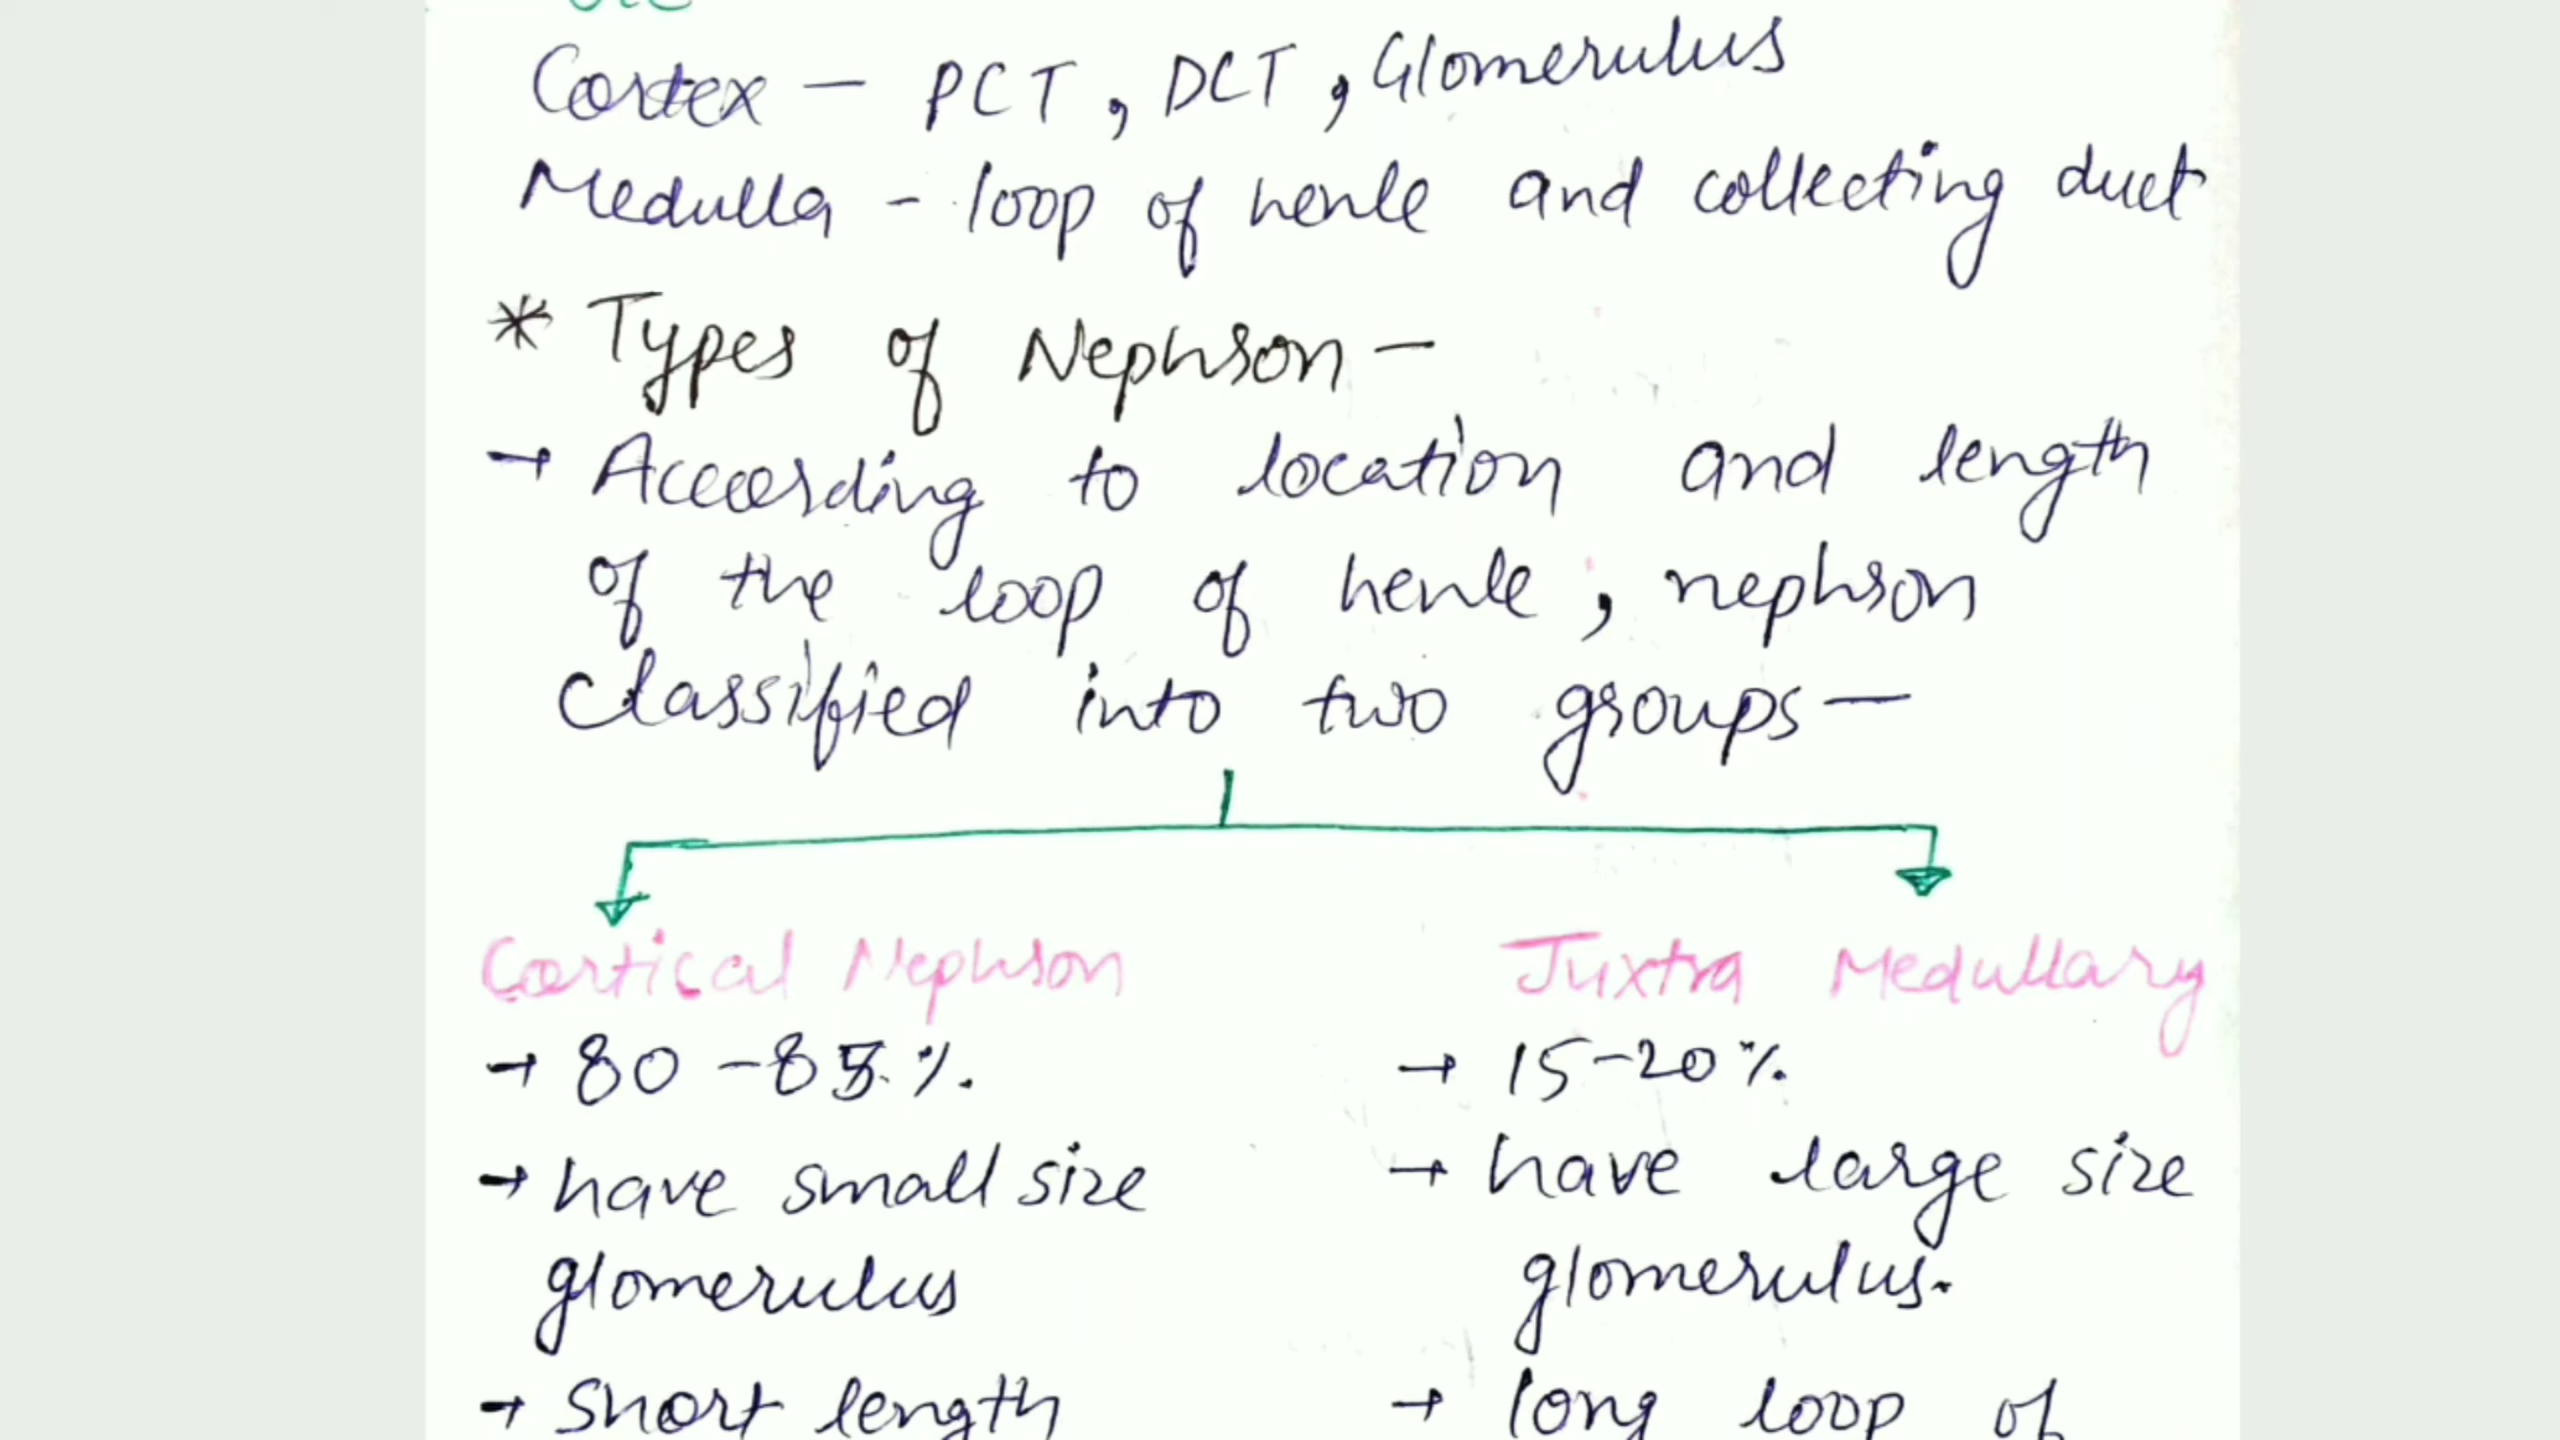 Cortex - PCT, DCT, Glomerulus
Medulla - loop of henle and collecting duct
* Types of Nephron -
→ According to location and length
of the loop of henle, nephron
classified into two groups -
Cortical Nephron
Juxtra Medullary
→ 80-85%.
→ 15-20%.
→ have small size
→ have large size
glomerulus
glomerulus.
→ Short length
→ long loop of